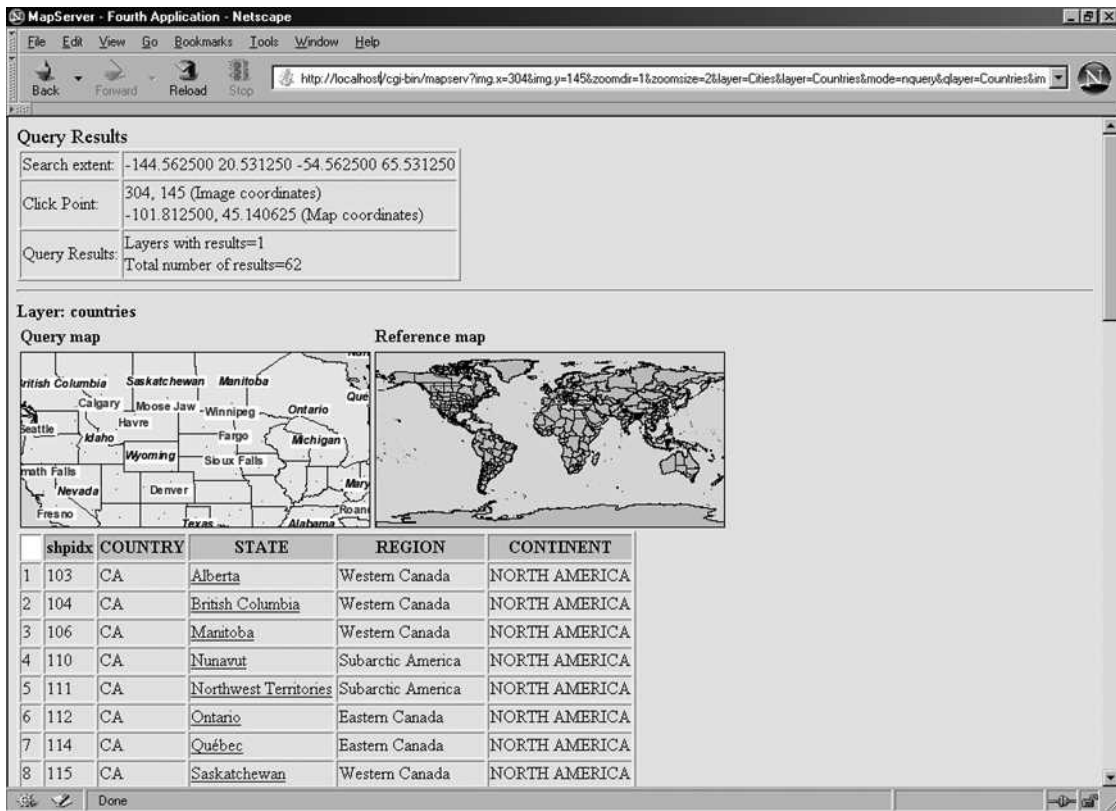 MapServer - Fourth Application - Netscape
File Edit View Go Bookmarks Tools Window Help
Back Forward Reload Stop http://localhost/cgi-bin/mapserv?img.x=304&img.y=145&zoomdir=1&zoomsize=2&layer=Cities&layer=Countries&mode=nquery&qlayer=Countries&im
Query Results
Search extent: -144.562500 20.531250 -54.562500 65.531250
Click Point: 304, 145 (Image coordinates)
-101.812500, 45.140625 (Map coordinates)
Query Results: Layers with results=1
Total number of results=62
Layer: countries
Query map Reference map
ritish Columbia Saskatchewan Manitoba
Que
Calgary Moose Jaw Winnipeg Ontario
Seattle Idaho Havre Fargo Michigan
Wyoming Sioux Falls
math Falls
Nevada Denver Mary
Fresno Texas Alabama Roan
shpidx COUNTRY STATE REGION CONTINENT
1 103 CA Alberta Western Canada NORTH AMERICA
2 104 CA British Columbia Western Canada NORTH AMERICA
3 106 CA Manitoba Western Canada NORTH AMERICA
4 110 CA Nunavut Subarctic America NORTH AMERICA
5 111 CA Northwest Territories Subarctic America NORTH AMERICA
6 112 CA Ontario Eastern Canada NORTH AMERICA
7 114 CA Québec Eastern Canada NORTH AMERICA
8 115 CA Saskatchewan Western Canada NORTH AMERICA
Done